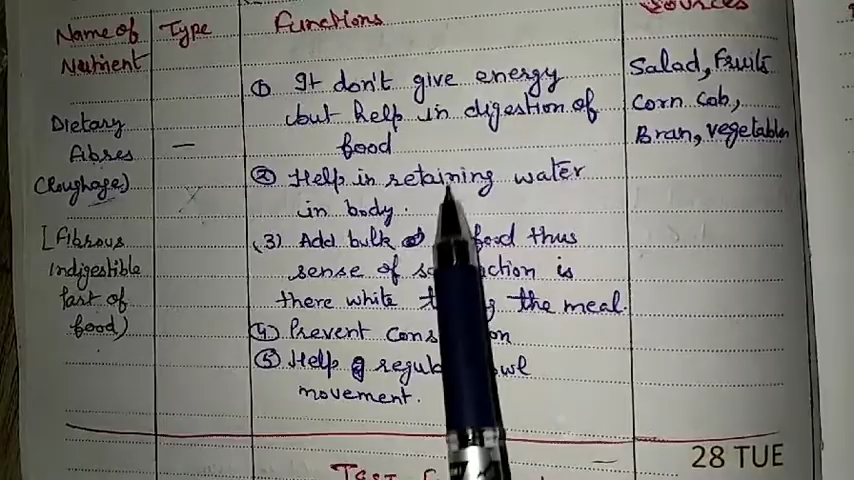 Name of Type Functions Sources
Nutrient
① It don't give energy Salad, Fruits
Dietary but help in digestion of Corn Cob,
Fibres — food Bran, vegetables
(Roughage) ② Help in retaining water
in body.
[Fibrous (3) Add bulk food thus
Indigestible sense of is
Part of there while the meal.
food) (4) Prevent
⑤ Help
movement.
28 TUE